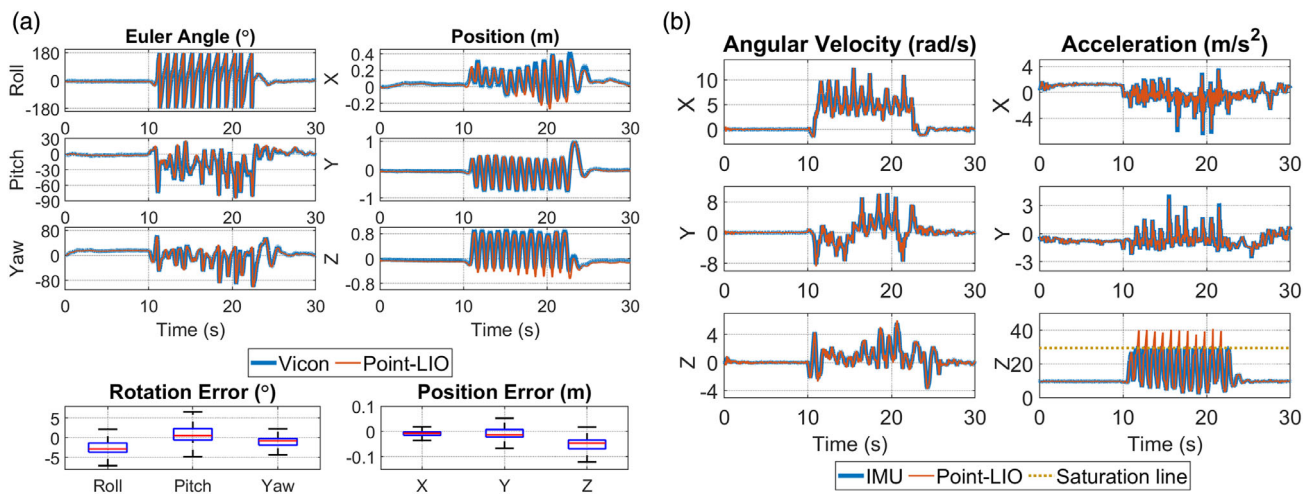 (a)
Euler Angle (°)
Roll
180
0
-180
0 10 20 30
Pitch
30
0
-30
-60
-90
0 10 20 30
Yaw
80
0
-80
0 10 20 30
Time (s)
Position (m)
X
0.4
0.2
0
-0.2
0 10 20 30
Y
1
0
-1
0 10 20 30
Z
0.8
0.4
0
-0.4
0 10 20 30
Time (s)
Vicon Point-LIO
Rotation Error (°)
5
0
-5
Roll Pitch Yaw
Position Error (m)
0.1
0
-0.1
X Y Z
(b)
Angular Velocity (rad/s)
X
10
5
0
0 10 20 30
Y
8
0
-8
0 10 20 30
Z
4
0
-4
0 10 20 30
Time (s)
Acceleration (m/s²)
X
4
0
-4
0 10 20 30
Y
3
0
-3
0 10 20 30
Z
40
20
0
0 10 20 30
Time (s)
IMU Point-LIO Saturation line